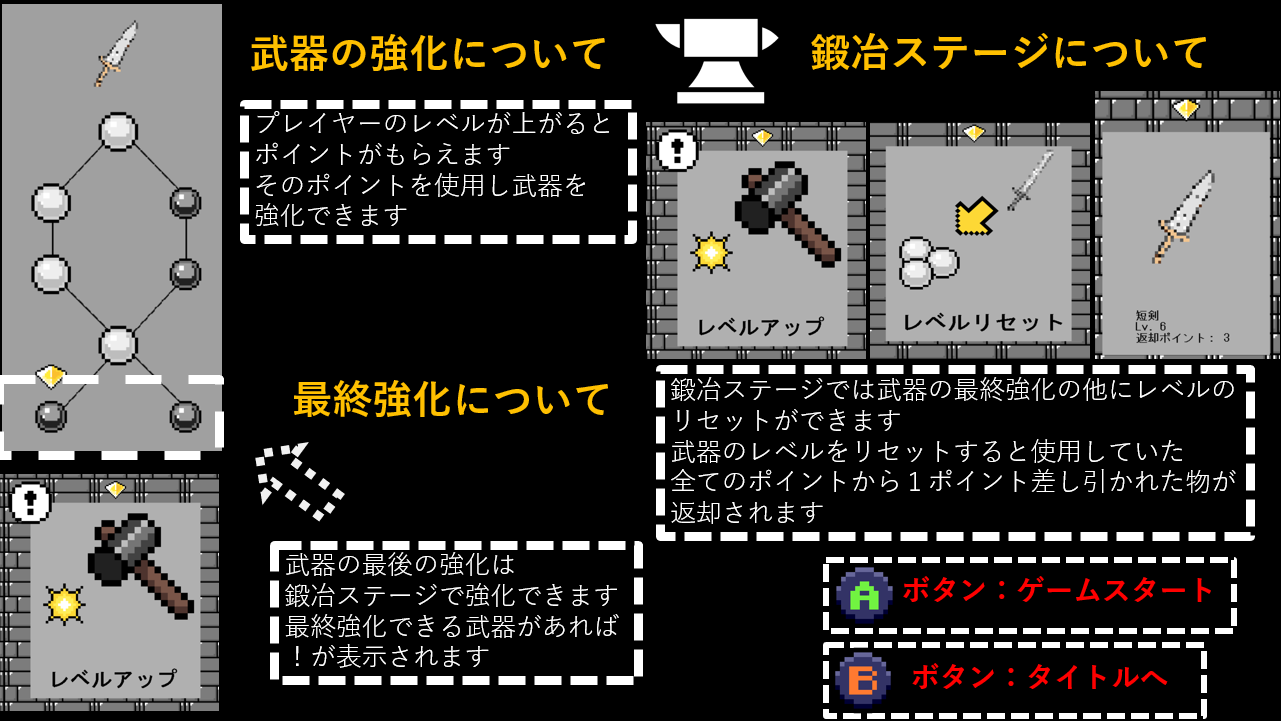 武器の強化について
プレイヤーのレベルが上がると
ポイントがもらえます
そのポイントを使用し武器を
強化できます
最終強化について
武器の最後の強化は
鍛冶ステージで強化できます
最終強化できる武器があれば
！が表示されます
!
レベルアップ
鍛冶ステージについて
!
レベルアップ
レベルリセット
短剣
Lv. 6
返却ポイント： 3
鍛冶ステージでは武器の最終強化の他にレベルの
リセットができます
武器のレベルをリセットすると使用していた
全てのポイントから１ポイント差し引かれた物が
返却されます
A ボタン：ゲームスタート
B ボタン：タイトルへ